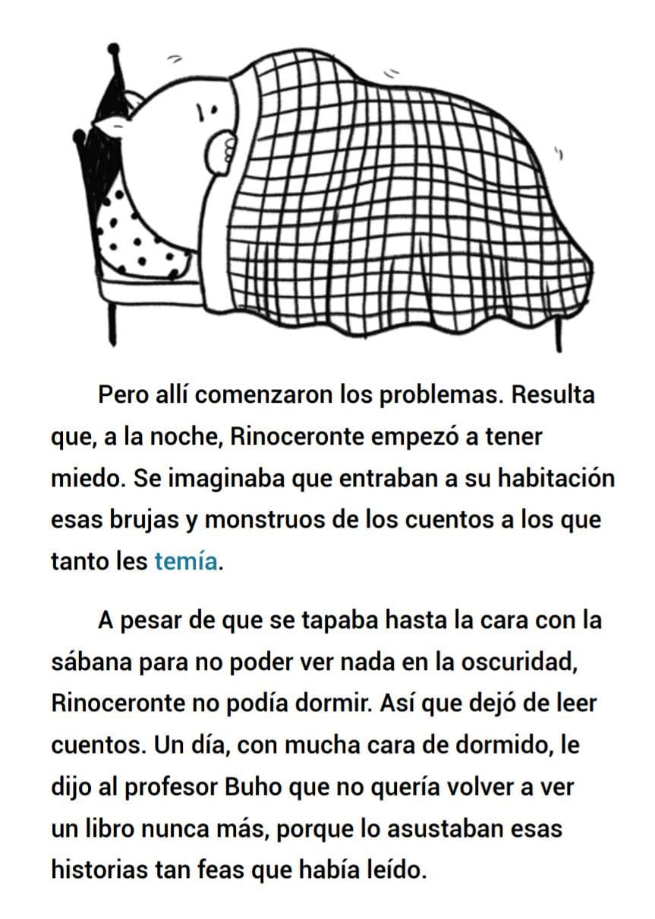 Pero allí comenzaron los problemas. Resulta
que, a la noche, Rinoceronte empezó a tener
miedo. Se imaginaba que entraban a su habitación
esas brujas y monstruos de los cuentos a los que
tanto les temía.
A pesar de que se tapaba hasta la cara con la
sábana para no poder ver nada en la oscuridad,
Rinoceronte no podía dormir. Así que dejó de leer
cuentos. Un día, con mucha cara de dormido, le
dijo al profesor Buho que no quería volver a ver
un libro nunca más, porque lo asustaban esas
historias tan feas que había leído.